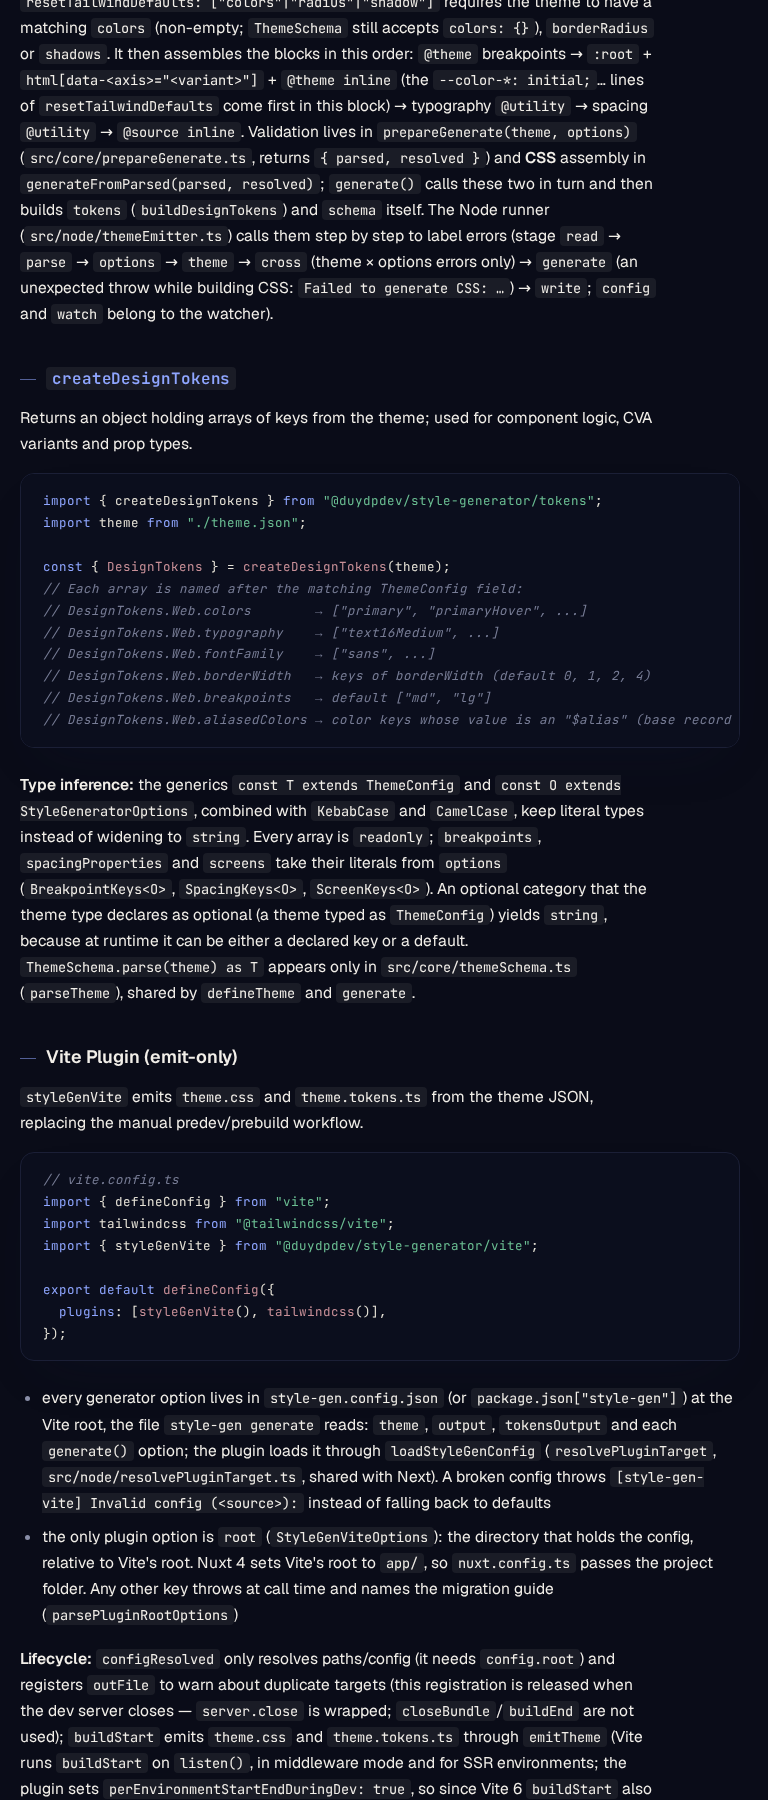 resetTailwindDefaults: ["colors"|"radius"|"shadow"] requires the theme to have a
matching colors (non-empty; ThemeSchema still accepts colors: {} ), borderRadius
or shadows. It then assembles the blocks in this order: @theme breakpoints → :root +
html[data-<axis>="<variant>"] + @theme inline (the --color-*: initial; … lines
of resetTailwindDefaults come first in this block) → typography @utility → spacing
@utility → @source inline. Validation lives in prepareGenerate(theme, options)
(src/core/prepareGenerate.ts, returns { parsed, resolved }) and CSS assembly in
generateFromParsed(parsed, resolved); generate() calls these two in turn and then
builds tokens (buildDesignTokens) and schema itself. The Node runner
(src/node/themeEmitter.ts) calls them step by step to label errors (stage read →
parse → options → theme → cross (theme × options errors only) → generate (an
unexpected throw while building CSS: Failed to generate CSS: …) → write; config
and watch belong to the watcher).
— createDesignTokens
Returns an object holding arrays of keys from the theme; used for component logic, CVA
variants and prop types.
import { createDesignTokens } from "@duydpdev/style-generator/tokens";
import theme from "./theme.json";
const { DesignTokens } = createDesignTokens(theme);
// Each array is named after the matching ThemeConfig field:
// DesignTokens.Web.colors        → ["primary", "primaryHover", ...]
// DesignTokens.Web.typography    → ["text16Medium", ...]
// DesignTokens.Web.fontFamily    → ["sans", ...]
// DesignTokens.Web.borderWidth   → keys of borderWidth (default 0, 1, 2, 4)
// DesignTokens.Web.breakpoints   → default ["md", "lg"]
// DesignTokens.Web.aliasedColors → color keys whose value is an "$alias" (base record
Type inference: the generics const T extends ThemeConfig and const O extends
StyleGeneratorOptions, combined with KebabCase and CamelCase, keep literal types
instead of widening to string. Every array is readonly; breakpoints,
spacingProperties and screens take their literals from options
(BreakpointKeys<O>, SpacingKeys<O>, ScreenKeys<O>). An optional category that the
theme type declares as optional (a theme typed as ThemeConfig) yields string,
because at runtime it can be either a declared key or a default.
ThemeSchema.parse(theme) as T appears only in src/core/themeSchema.ts
(parseTheme), shared by defineTheme and generate.
— Vite Plugin (emit-only)
styleGenVite emits theme.css and theme.tokens.ts from the theme JSON,
replacing the manual predev/prebuild workflow.
// vite.config.ts
import { defineConfig } from "vite";
import tailwindcss from "@tailwindcss/vite";
import { styleGenVite } from "@duydpdev/style-generator/vite";
export default defineConfig({
  plugins: [styleGenVite(), tailwindcss()],
});
• every generator option lives in style-gen.config.json (or package.json["style-gen"]) at the
Vite root, the file style-gen generate reads: theme, output, tokensOutput and each
generate() option; the plugin loads it through loadStyleGenConfig (resolvePluginTarget,
src/node/resolvePluginTarget.ts, shared with Next). A broken config throws [style-gen-
vite] Invalid config (<source>): instead of falling back to defaults
• the only plugin option is root (StyleGenViteOptions): the directory that holds the config,
relative to Vite's root. Nuxt 4 sets Vite's root to app/, so nuxt.config.ts passes the project
folder. Any other key throws at call time and names the migration guide
(parsePluginRootOptions)
Lifecycle: configResolved only resolves paths/config (it needs config.root) and
registers outFile to warn about duplicate targets (this registration is released when
the dev server closes — server.close is wrapped; closeBundle/buildEnd are not
used); buildStart emits theme.css and theme.tokens.ts through emitTheme (Vite
runs buildStart on listen(), in middleware mode and for SSR environments; the
plugin sets perEnvironmentStartEndDuringDev: true, so since Vite 6 buildStart also